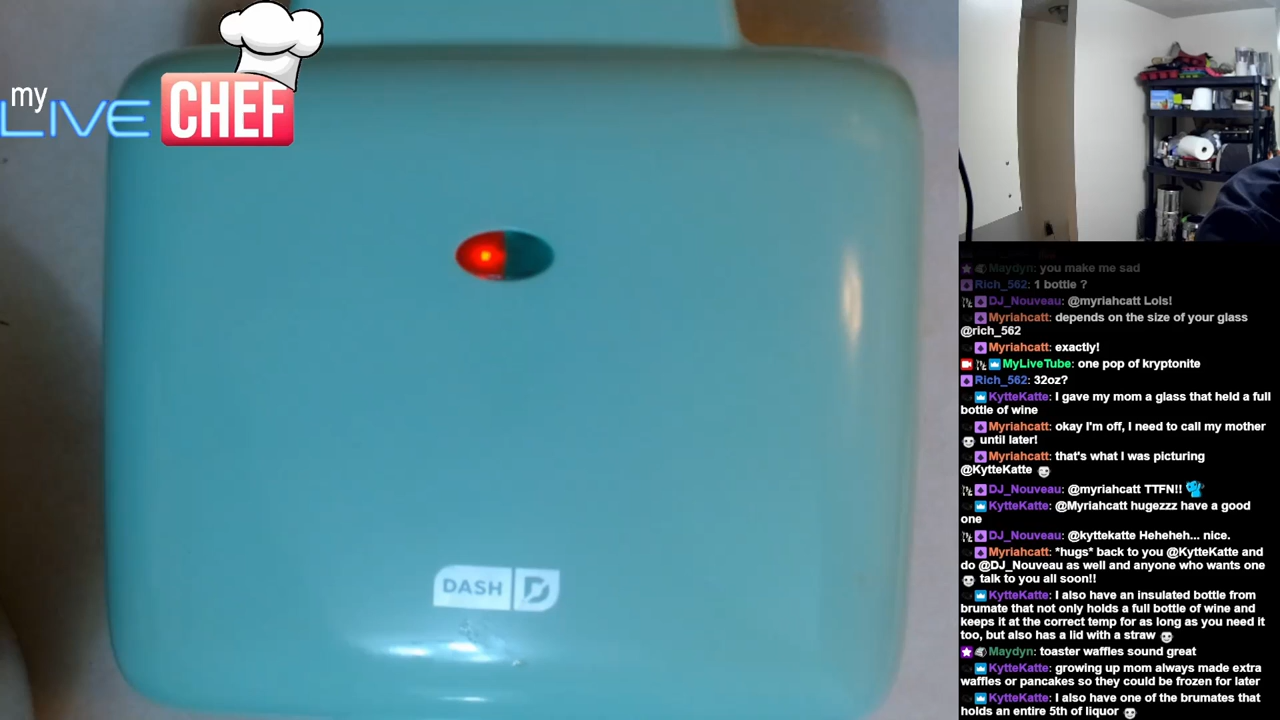 my
LIVE CHEF
DASH D
Maydyn: you make me sad
Rich_562: 1 bottle ?
DJ_Nouveau: @myriahcatt Lols!
Myriahcatt: depends on the size of your glass
@rich_562
Myriahcatt: exactly!
MyLiveTube: one pop of kryptonite
Rich_562: 32oz?
KytteKatte: I gave my mom a glass that held a full
bottle of wine
Myriahcatt: okay I'm off, I need to call my mother
until later!
Myriahcatt: that's what I was picturing
@KytteKatte
DJ_Nouveau: @myriahcatt TTFN!!
KytteKatte: @Myriahcatt hugezzz have a good
one
DJ_Nouveau: @kyttekatte Heheheh... nice.
Myriahcatt: *hugs* back to you @KytteKatte and
do @DJ_Nouveau as well and anyone who wants one
talk to you all soon!!
KytteKatte: I also have an insulated bottle from
brumate that not only holds a full bottle of wine and
keeps it at the correct temp for as long as you need it
too, but also has a lid with a straw
Maydyn: toaster waffles sound great
KytteKatte: growing up mom always made extra
waffles or pancakes so they could be frozen for later
KytteKatte: I also have one of the brumates that
holds an entire 5th of liquor